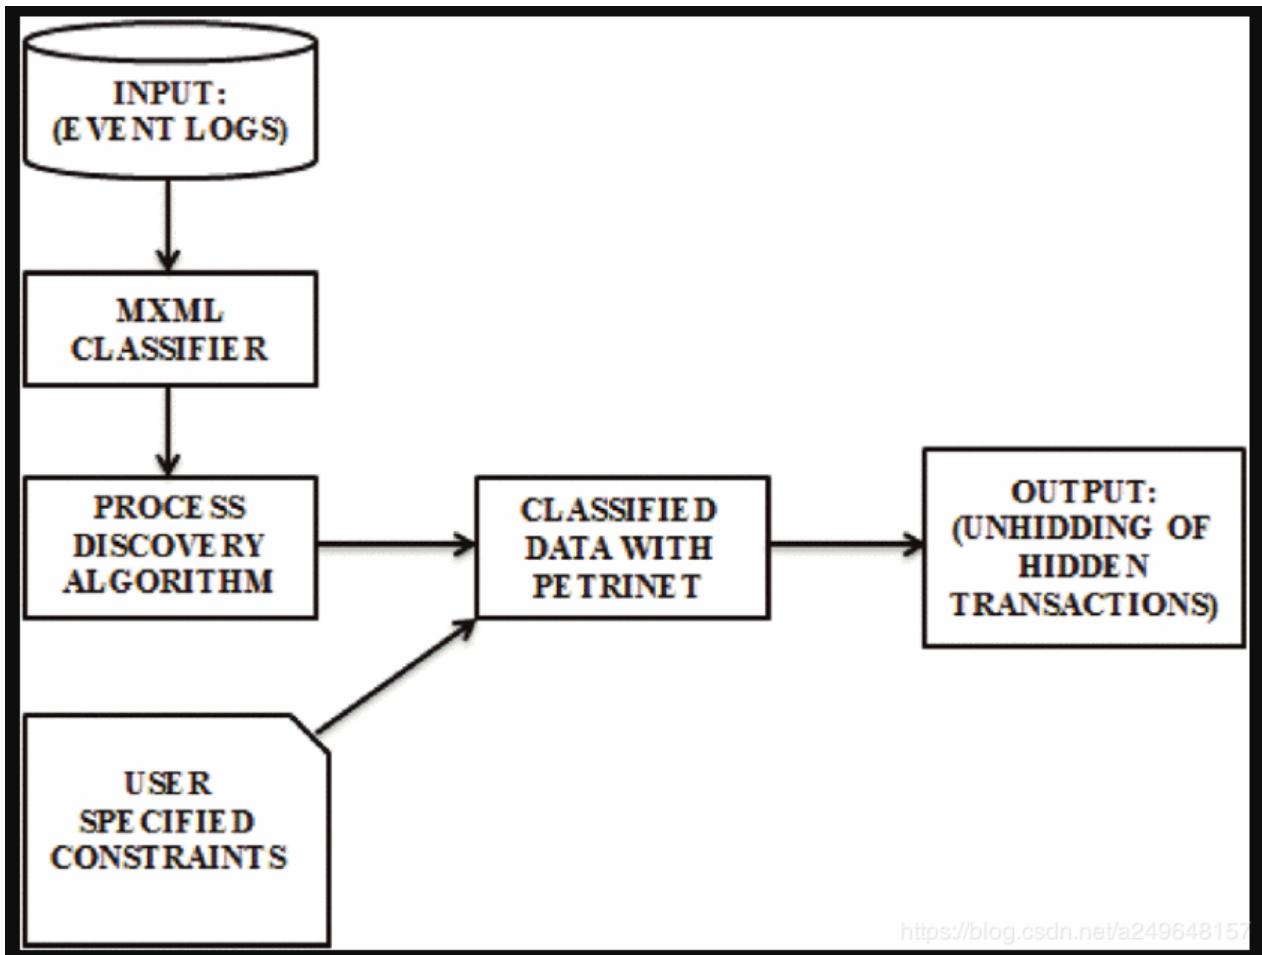 INPUT:
(EVENT LOGS)
MXML
CLASSIFIER
PROCESS
DISCOVERY
ALGORITHM
CLASSIFIED
DATA WITH
PETRINET
OUTPUT:
(UNHIDDING OF
HIDDEN
TRANSACTIONS)
USER
SPECIFIED
CONSTRAINTS
https://blog.csdn.net/a249648157